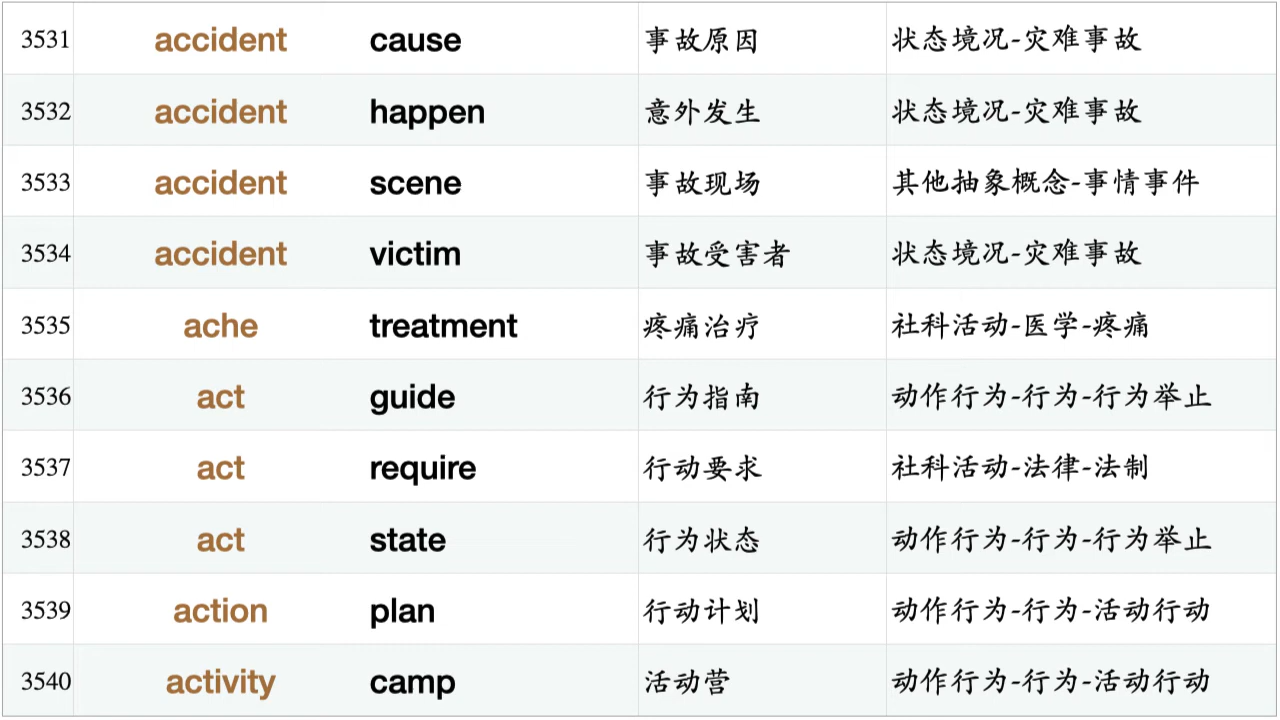 3531 accident cause 事故原因 状态境况-灾难事故
3532 accident happen 意外发生 状态境况-灾难事故
3533 accident scene 事故现场 其他抽象概念-事情事件
3534 accident victim 事故受害者 状态境况-灾难事故
3535 ache treatment 疼痛治疗 社科活动-医学-疼痛
3536 act guide 行为指南 动作行为-行为-行为举止
3537 act require 行动要求 社科活动-法律-法制
3538 act state 行为状态 动作行为-行为-行为举止
3539 action plan 行动计划 动作行为-行为-活动行动
3540 activity camp 活动营 动作行为-行为-活动行动